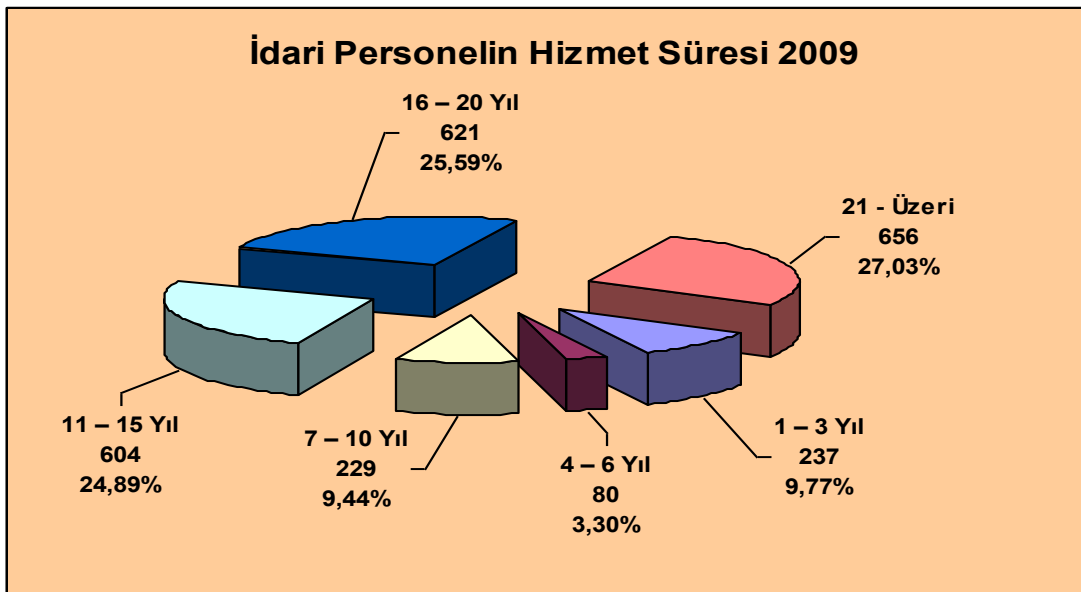 İdari Personelin Hizmet Süresi 2009
16 – 20 Yıl
621
25,59%
21 - Üzeri
656
27,03%
11 – 15 Yıl
604
24,89%
7 – 10 Yıl
229
9,44%
4 – 6 Yıl
80
3,30%
1 – 3 Yıl
237
9,77%